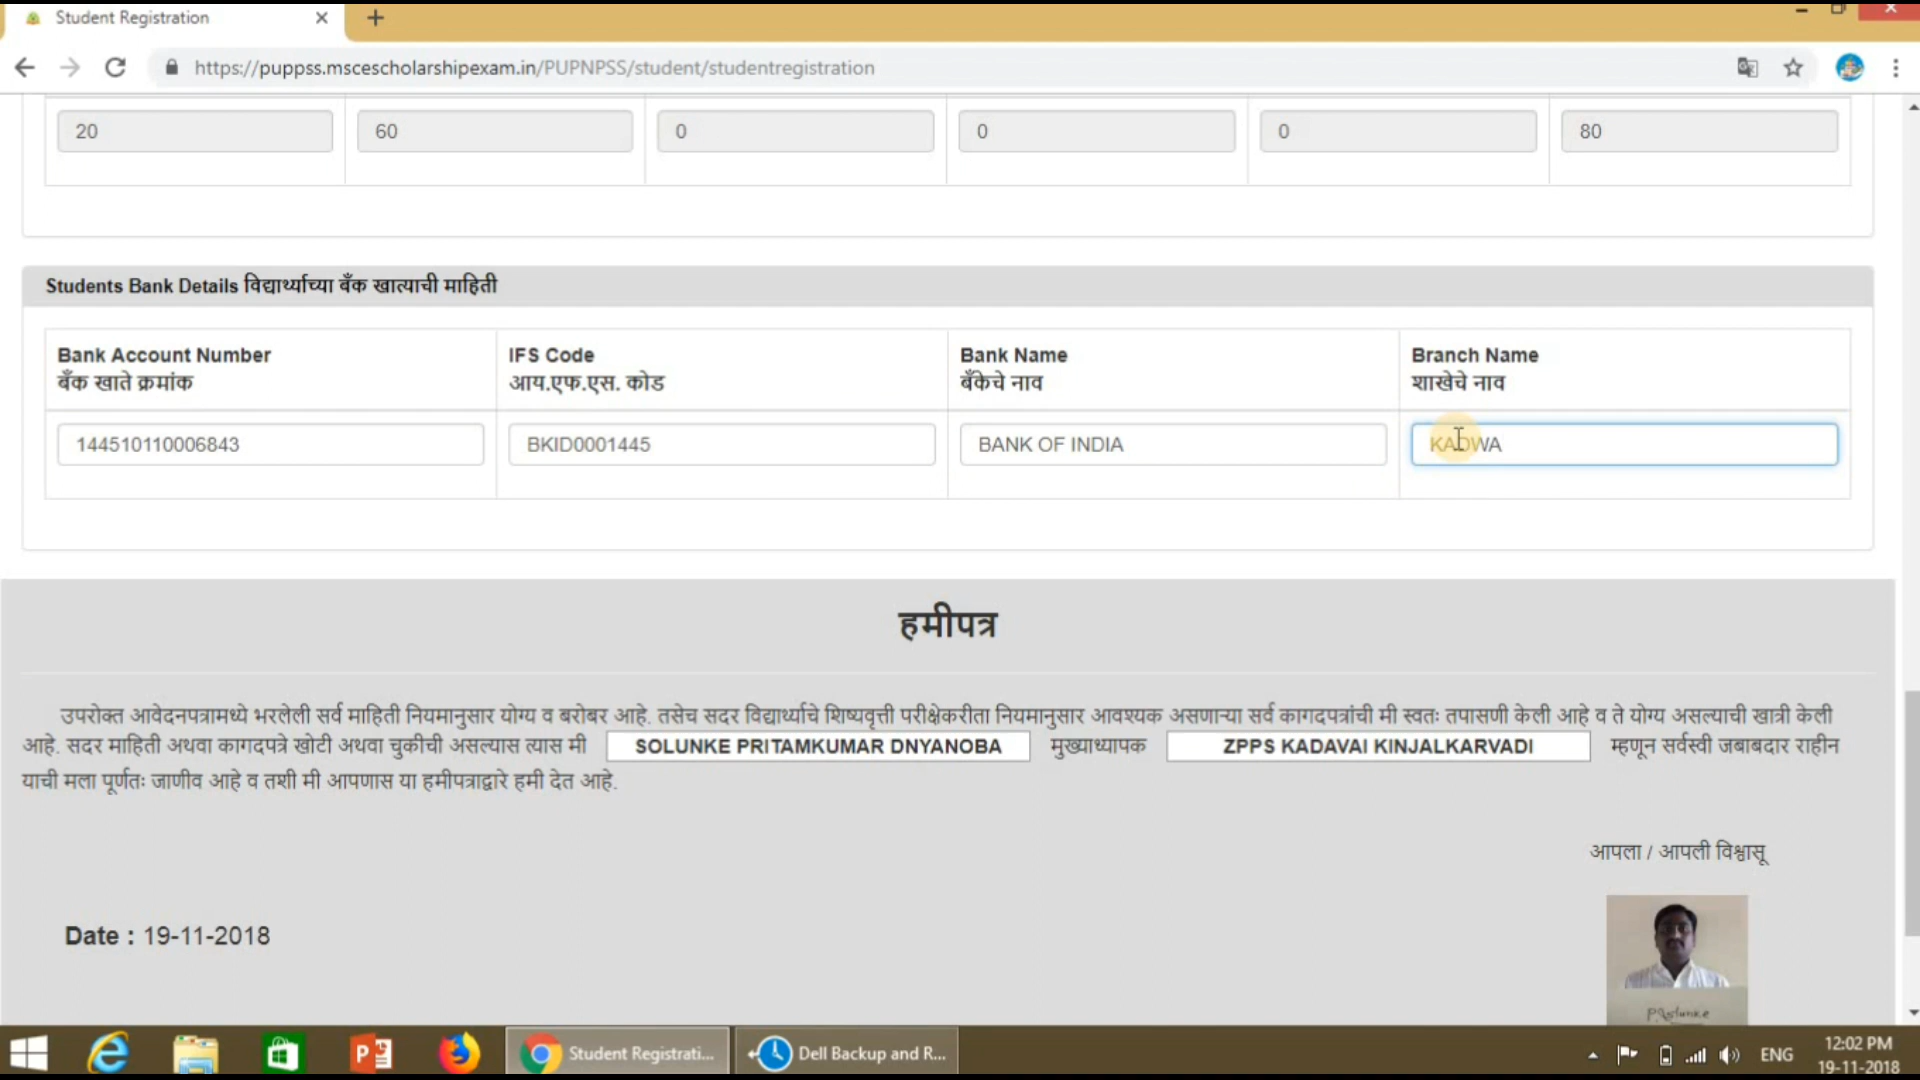 Student Registration
https://puppss.mscescholarshipexam.in/PUPNPSS/student/studentregistration
20 60 0 0 0 80
Students Bank Details विद्यार्थ्याच्या बँक खात्याची माहिती
Bank Account Number IFS Code Bank Name Branch Name
बँक खाते क्रमांक आय.एफ.एस. कोड बँकेचे नाव शाखेचे नाव
144510110006843 BKID0001445 BANK OF INDIA KADWA
हमीपत्र
उपरोक्त आवेदनपत्रामध्ये भरलेली सर्व माहिती नियमानुसार योग्य व बरोबर आहे. तसेच सदर विद्यार्थ्याचे शिष्यवृत्ती परीक्षेकरीता नियमानुसार आवश्यक असणाऱ्या सर्व कागदपत्रांची मी स्वतः तपासणी केली आहे व ते योग्य असल्याची खात्री केली
आहे. सदर माहिती अथवा कागदपत्रे खोटी अथवा चुकीची असल्यास त्यास मी SOLUNKE PRITAMKUMAR DNYANOBA मुख्याध्यापक ZPPS KADAVAI KINJALKARVADI म्हणून सर्वस्वी जबाबदार राहीन
याची मला पूर्णतः जाणीव आहे व तशी मी आपणास या हमीपत्राद्वारे हमी देत आहे.
आपला / आपली विश्वासू
Date : 19-11-2018
Student Registrati... Dell Backup and R... ENG 12:02 PM
19-11-2018